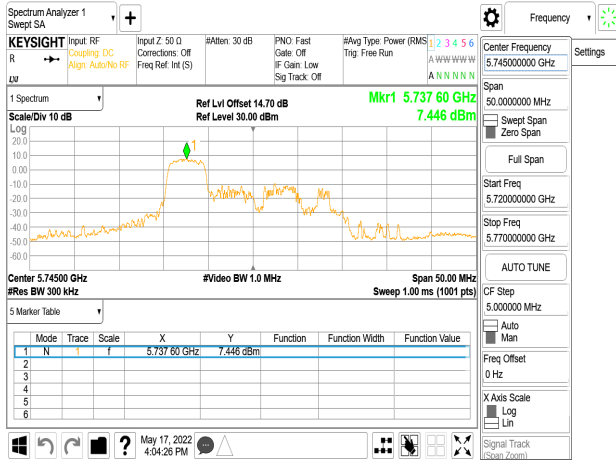 Spectrum Analyzer 1
Swept SA
Frequency
Settings
KEYSIGHT
R
LXI
Input: RF
Coupling: DC
Align: Auto/No RF
Input Z: 50 Ω
Corrections: Off
Freq Ref: Int (S)
#Atten: 30 dB
PNO: Fast
Gate: Off
IF Gain: Low
Sig Track: Off
#Avg Type: Power (RMS
Trig: Free Run
1 2 3 4 5 6
A W W W W W
A N N N N N
1 Spectrum
Scale/Div 10 dB
Ref Lvl Offset 14.70 dB
Ref Level 30.00 dBm
Mkr1 5.737 60 GHz
7.446 dBm
Log
20.0
10.0
0.00
-10.0
-20.0
-30.0
-40.0
-50.0
-60.0
1
Center 5.74500 GHz
#Res BW 300 kHz
#Video BW 1.0 MHz
Span 50.00 MHz
Sweep 1.00 ms (1001 pts)
5 Marker Table
Mode Trace Scale X Y Function Function Width Function Value
1 N 1 f 5.737 60 GHz 7.446 dBm
2
3
4
5
6
May 17, 2022
4:04:26 PM
Center Frequency
5.745000000 GHz
Span
50.0000000 MHz
Swept Span
Zero Span
Full Span
Start Freq
5.720000000 GHz
Stop Freq
5.770000000 GHz
AUTO TUNE
CF Step
5.000000 MHz
Auto
Man
Freq Offset
0 Hz
X Axis Scale
Log
Lin
Signal Track
(Span Zoom)